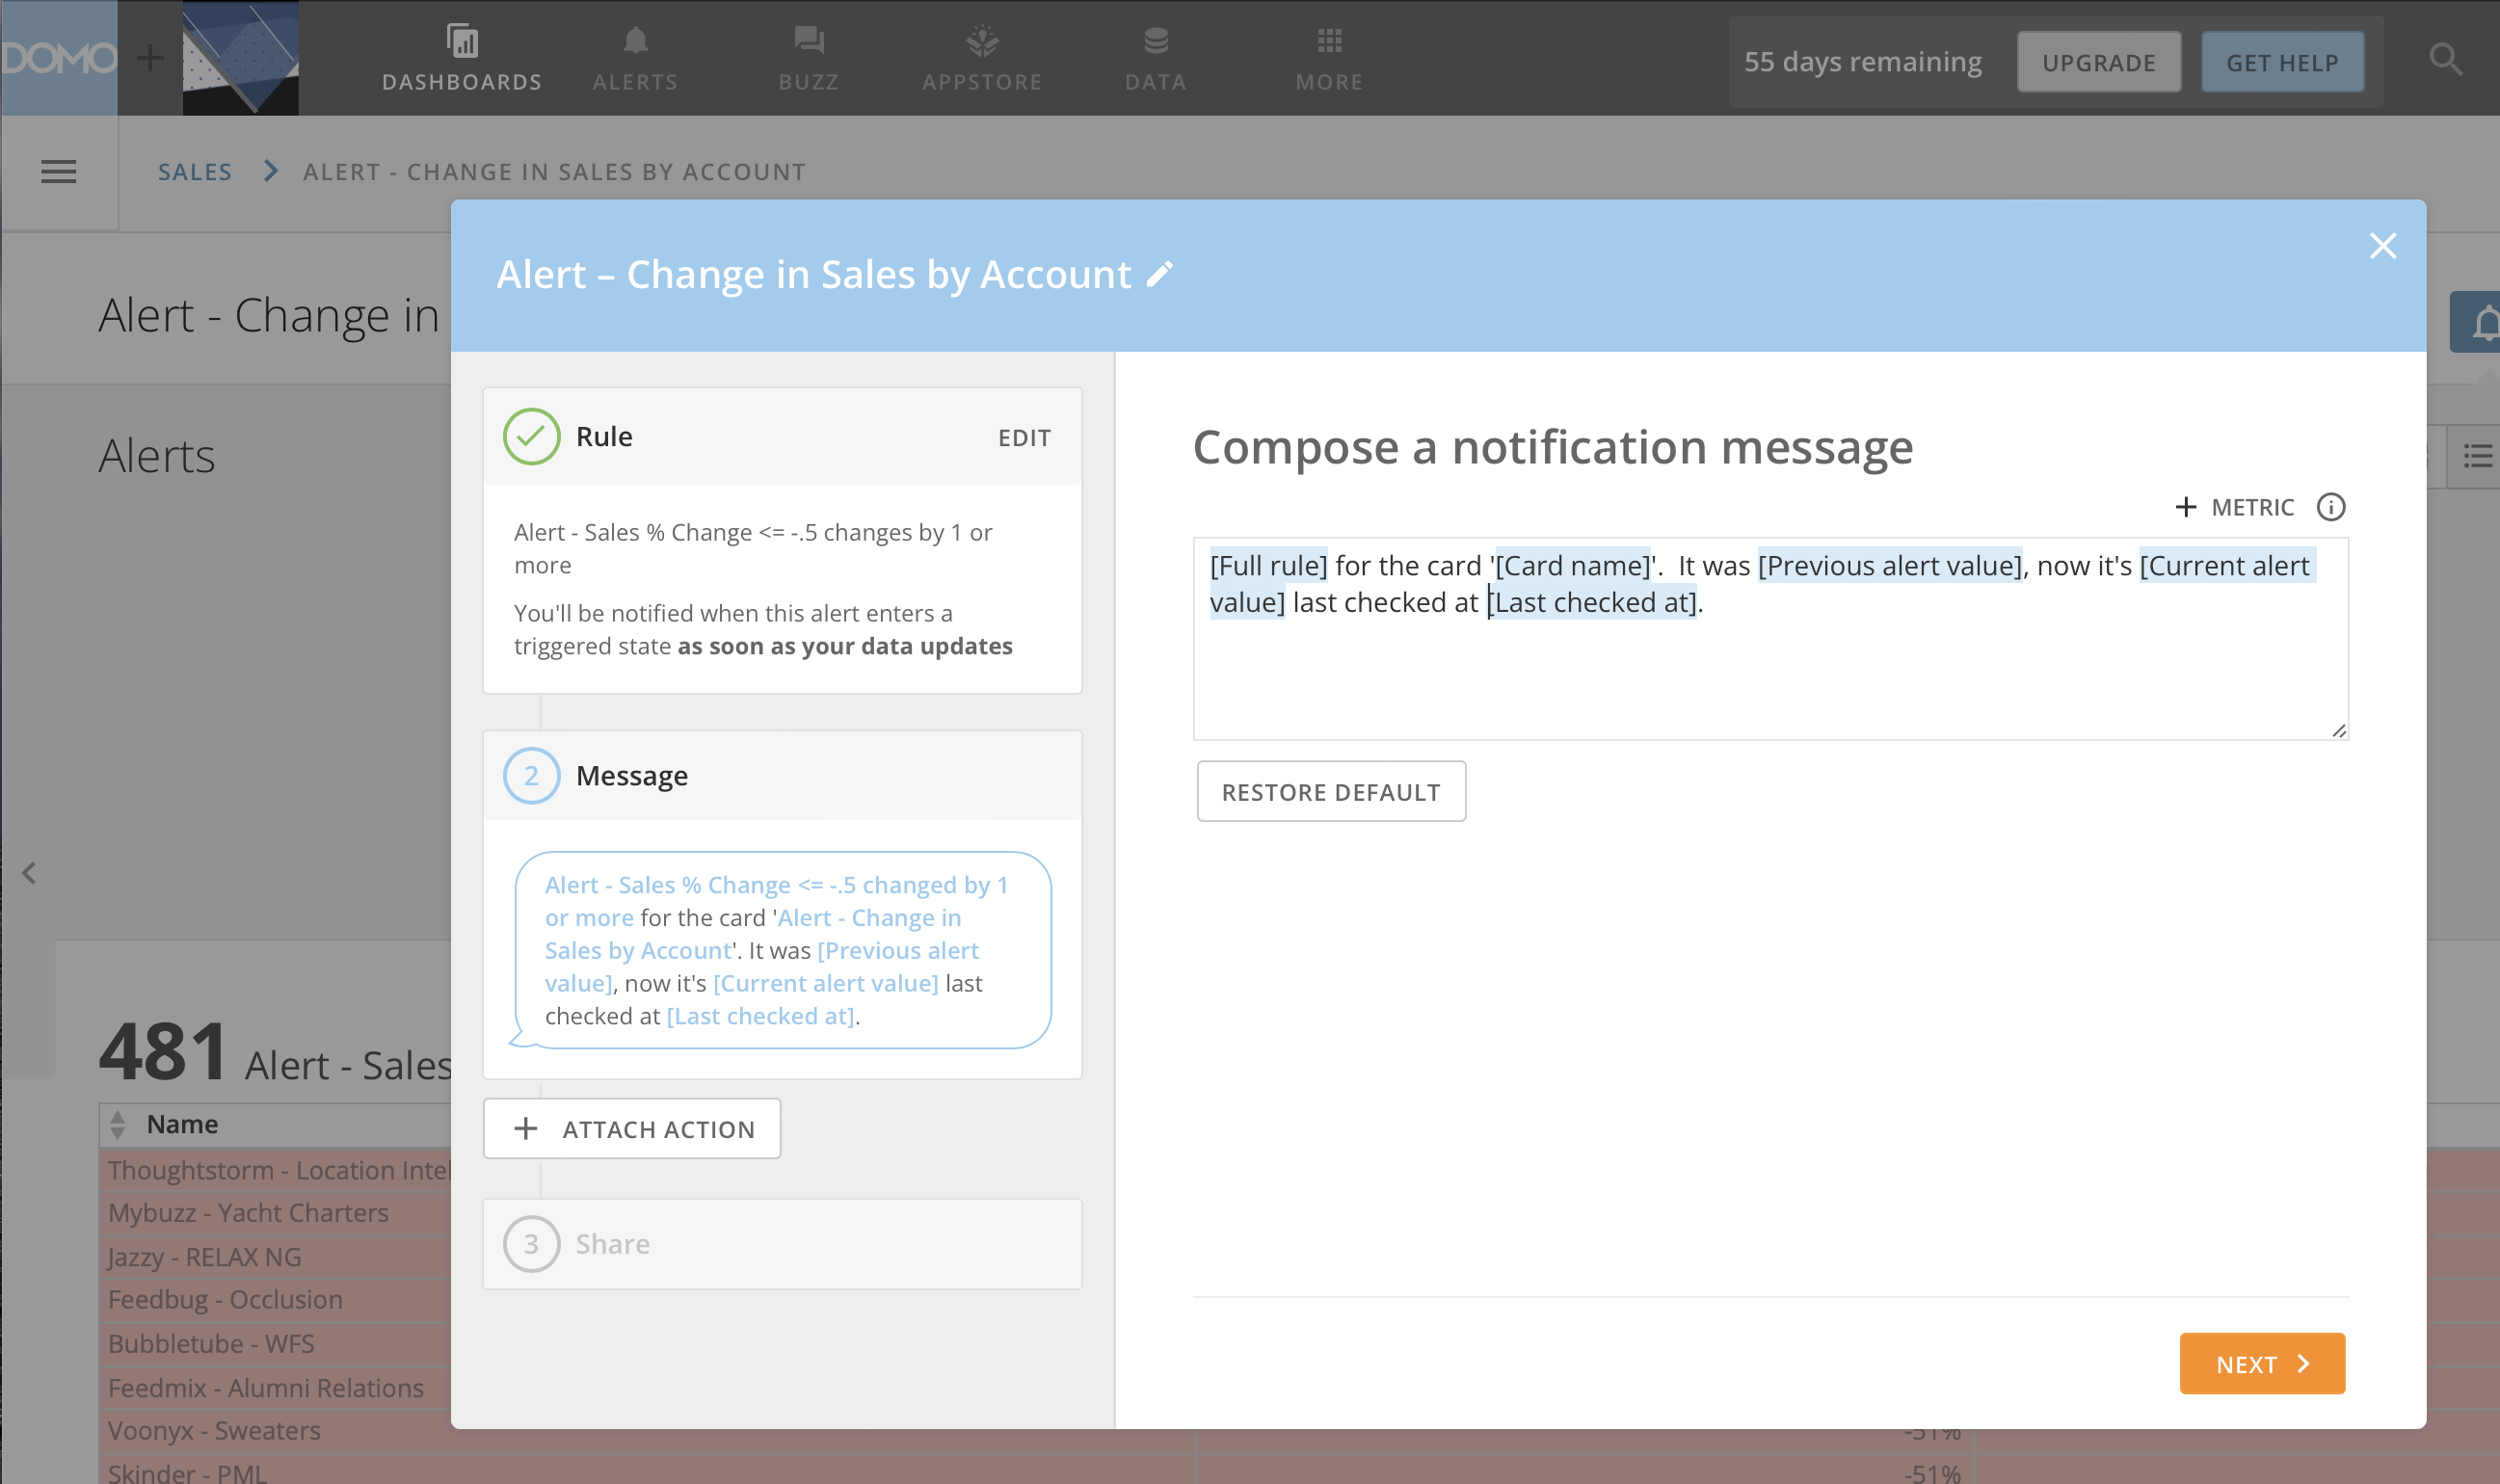 DOMO
DASHBOARDS
ALERTS
BUZZ
APPSTORE
DATA
MORE
55 days remaining
UPGRADE
GET HELP
SALES
ALERT - CHANGE IN SALES BY ACCOUNT
Alert – Change in Sales by Account
Alert - Change in
Alerts
Rule
EDIT
Alert - Sales % Change <= -.5 changes by 1 or
more
You'll be notified when this alert enters a
triggered state as soon as your data updates
2
Message
Alert - Sales % Change <= -.5 changed by 1
or more for the card 'Alert - Change in
Sales by Account'. It was [Previous alert
value], now it's [Current alert value] last
checked at [Last checked at].
+ ATTACH ACTION
3
Share
Compose a notification message
+ METRIC
[Full rule] for the card '[Card name]'.  It was [Previous alert value], now it's [Current alert
value] last checked at [Last checked at].
RESTORE DEFAULT
NEXT
481 Alert - Sales
Name
Thoughtstorm - Location Intel
Mybuzz - Yacht Charters
Jazzy - RELAX NG
Feedbug - Occlusion
Bubbletube - WFS
Feedmix - Alumni Relations
Voonyx - Sweaters
-51%
Skinder - PML
-51%